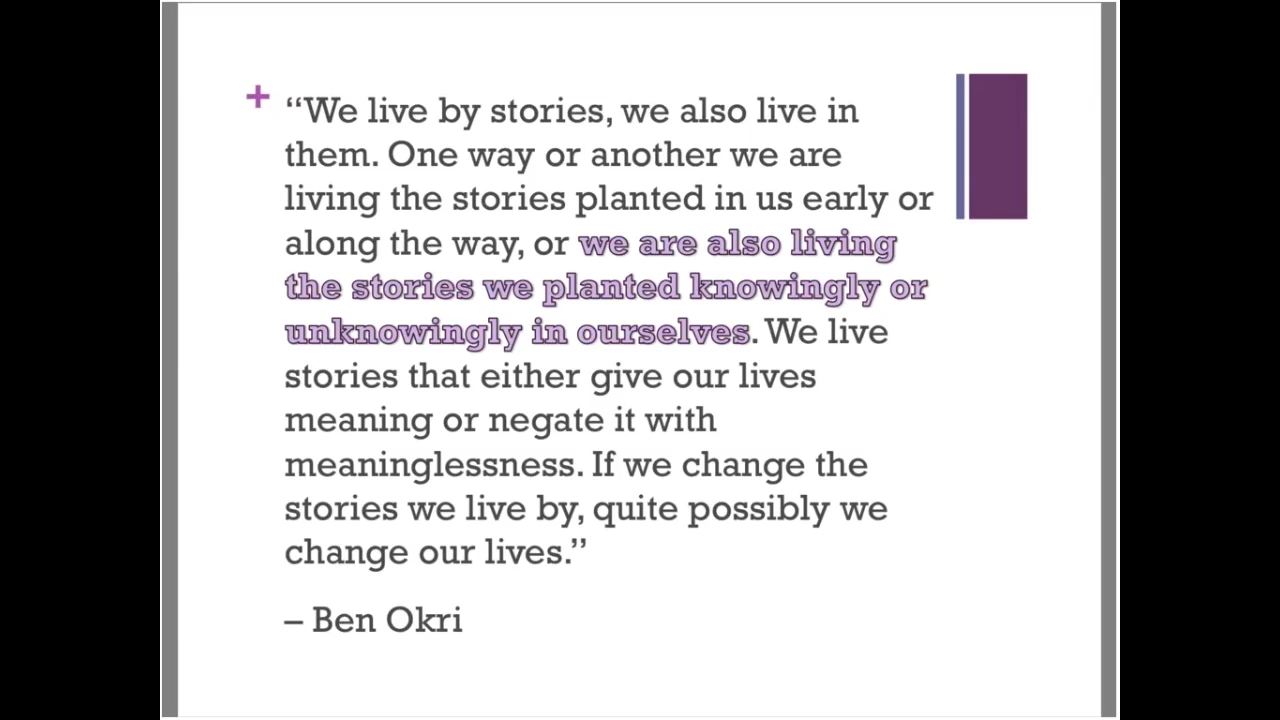 +
“We live by stories, we also live in
them. One way or another we are
living the stories planted in us early or
along the way, or we are also living
the stories we planted knowingly or
unknowingly in ourselves. We live
stories that either give our lives
meaning or negate it with
meaninglessness. If we change the
stories we live by, quite possibly we
change our lives.”
– Ben Okri